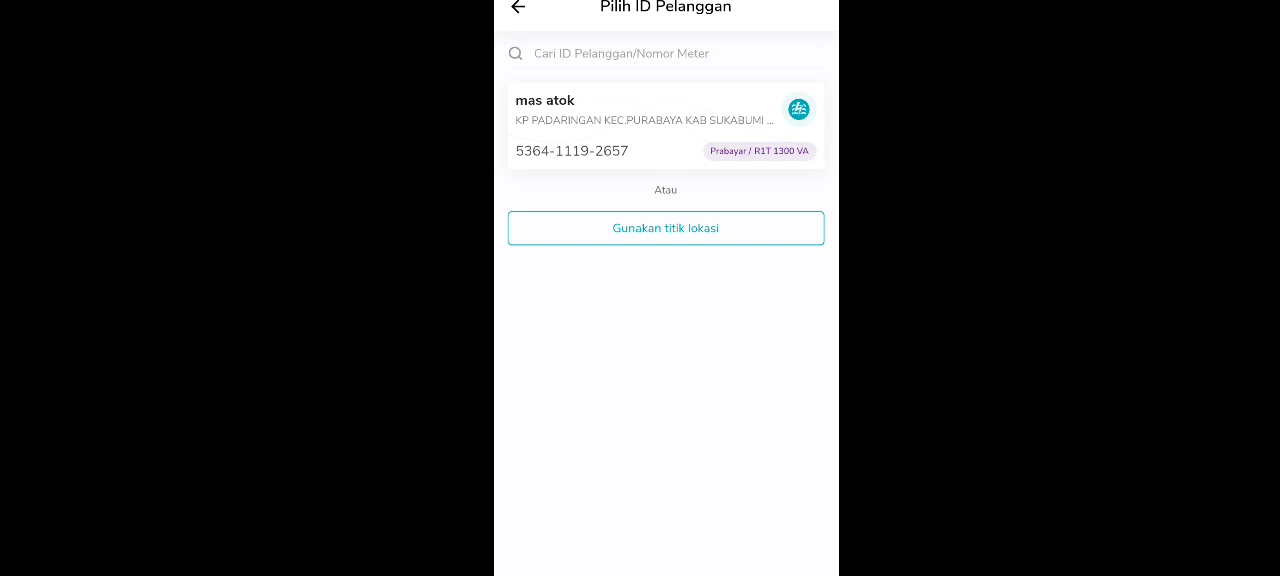 Pilih ID Pelanggan
Cari ID Pelanggan/Nomor Meter
mas atok
KP PADARINGAN KEC.PURABAYA KAB SUKABUMI ...
5364-1119-2657
Prabayar / R1T 1300 VA
Atau
Gunakan titik lokasi